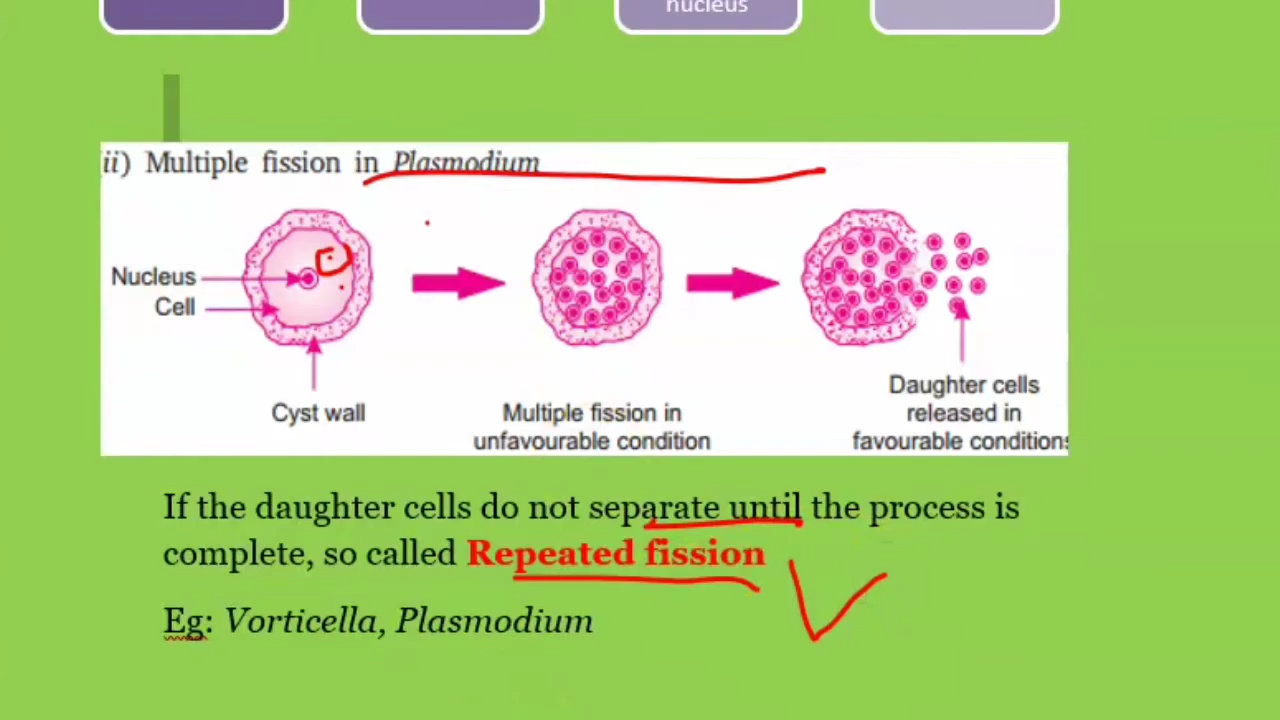 nucleus
ii) Multiple fission in Plasmodium
Nucleus
Cell
Cyst wall
Multiple fission in
unfavourable condition
Daughter cells
released in
favourable conditions
If the daughter cells do not separate until the process is
complete, so called Repeated fission
Eg: Vorticella, Plasmodium